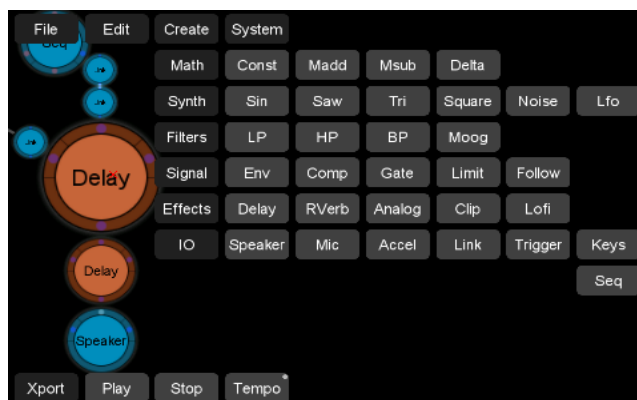 File Edit Create System
Seq
Math Const Madd Msub Delta
Synth Sin Saw Tri Square Noise Lfo
Filters LP HP BP Moog
Delay
Signal Env Comp Gate Limit Follow
Effects Delay RVerb Analog Clip Lofi
IO Speaker Mic Accel Link Trigger Keys
Delay
Seq
Speaker
Xport Play Stop Tempo